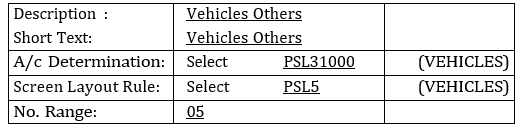 Description : Vehicles Others
Short Text: Vehicles Others
A/c Determination: Select PSL31000 (VEHICLES)
Screen Layout Rule: Select PSL5 (VEHICLES)
No. Range: 05